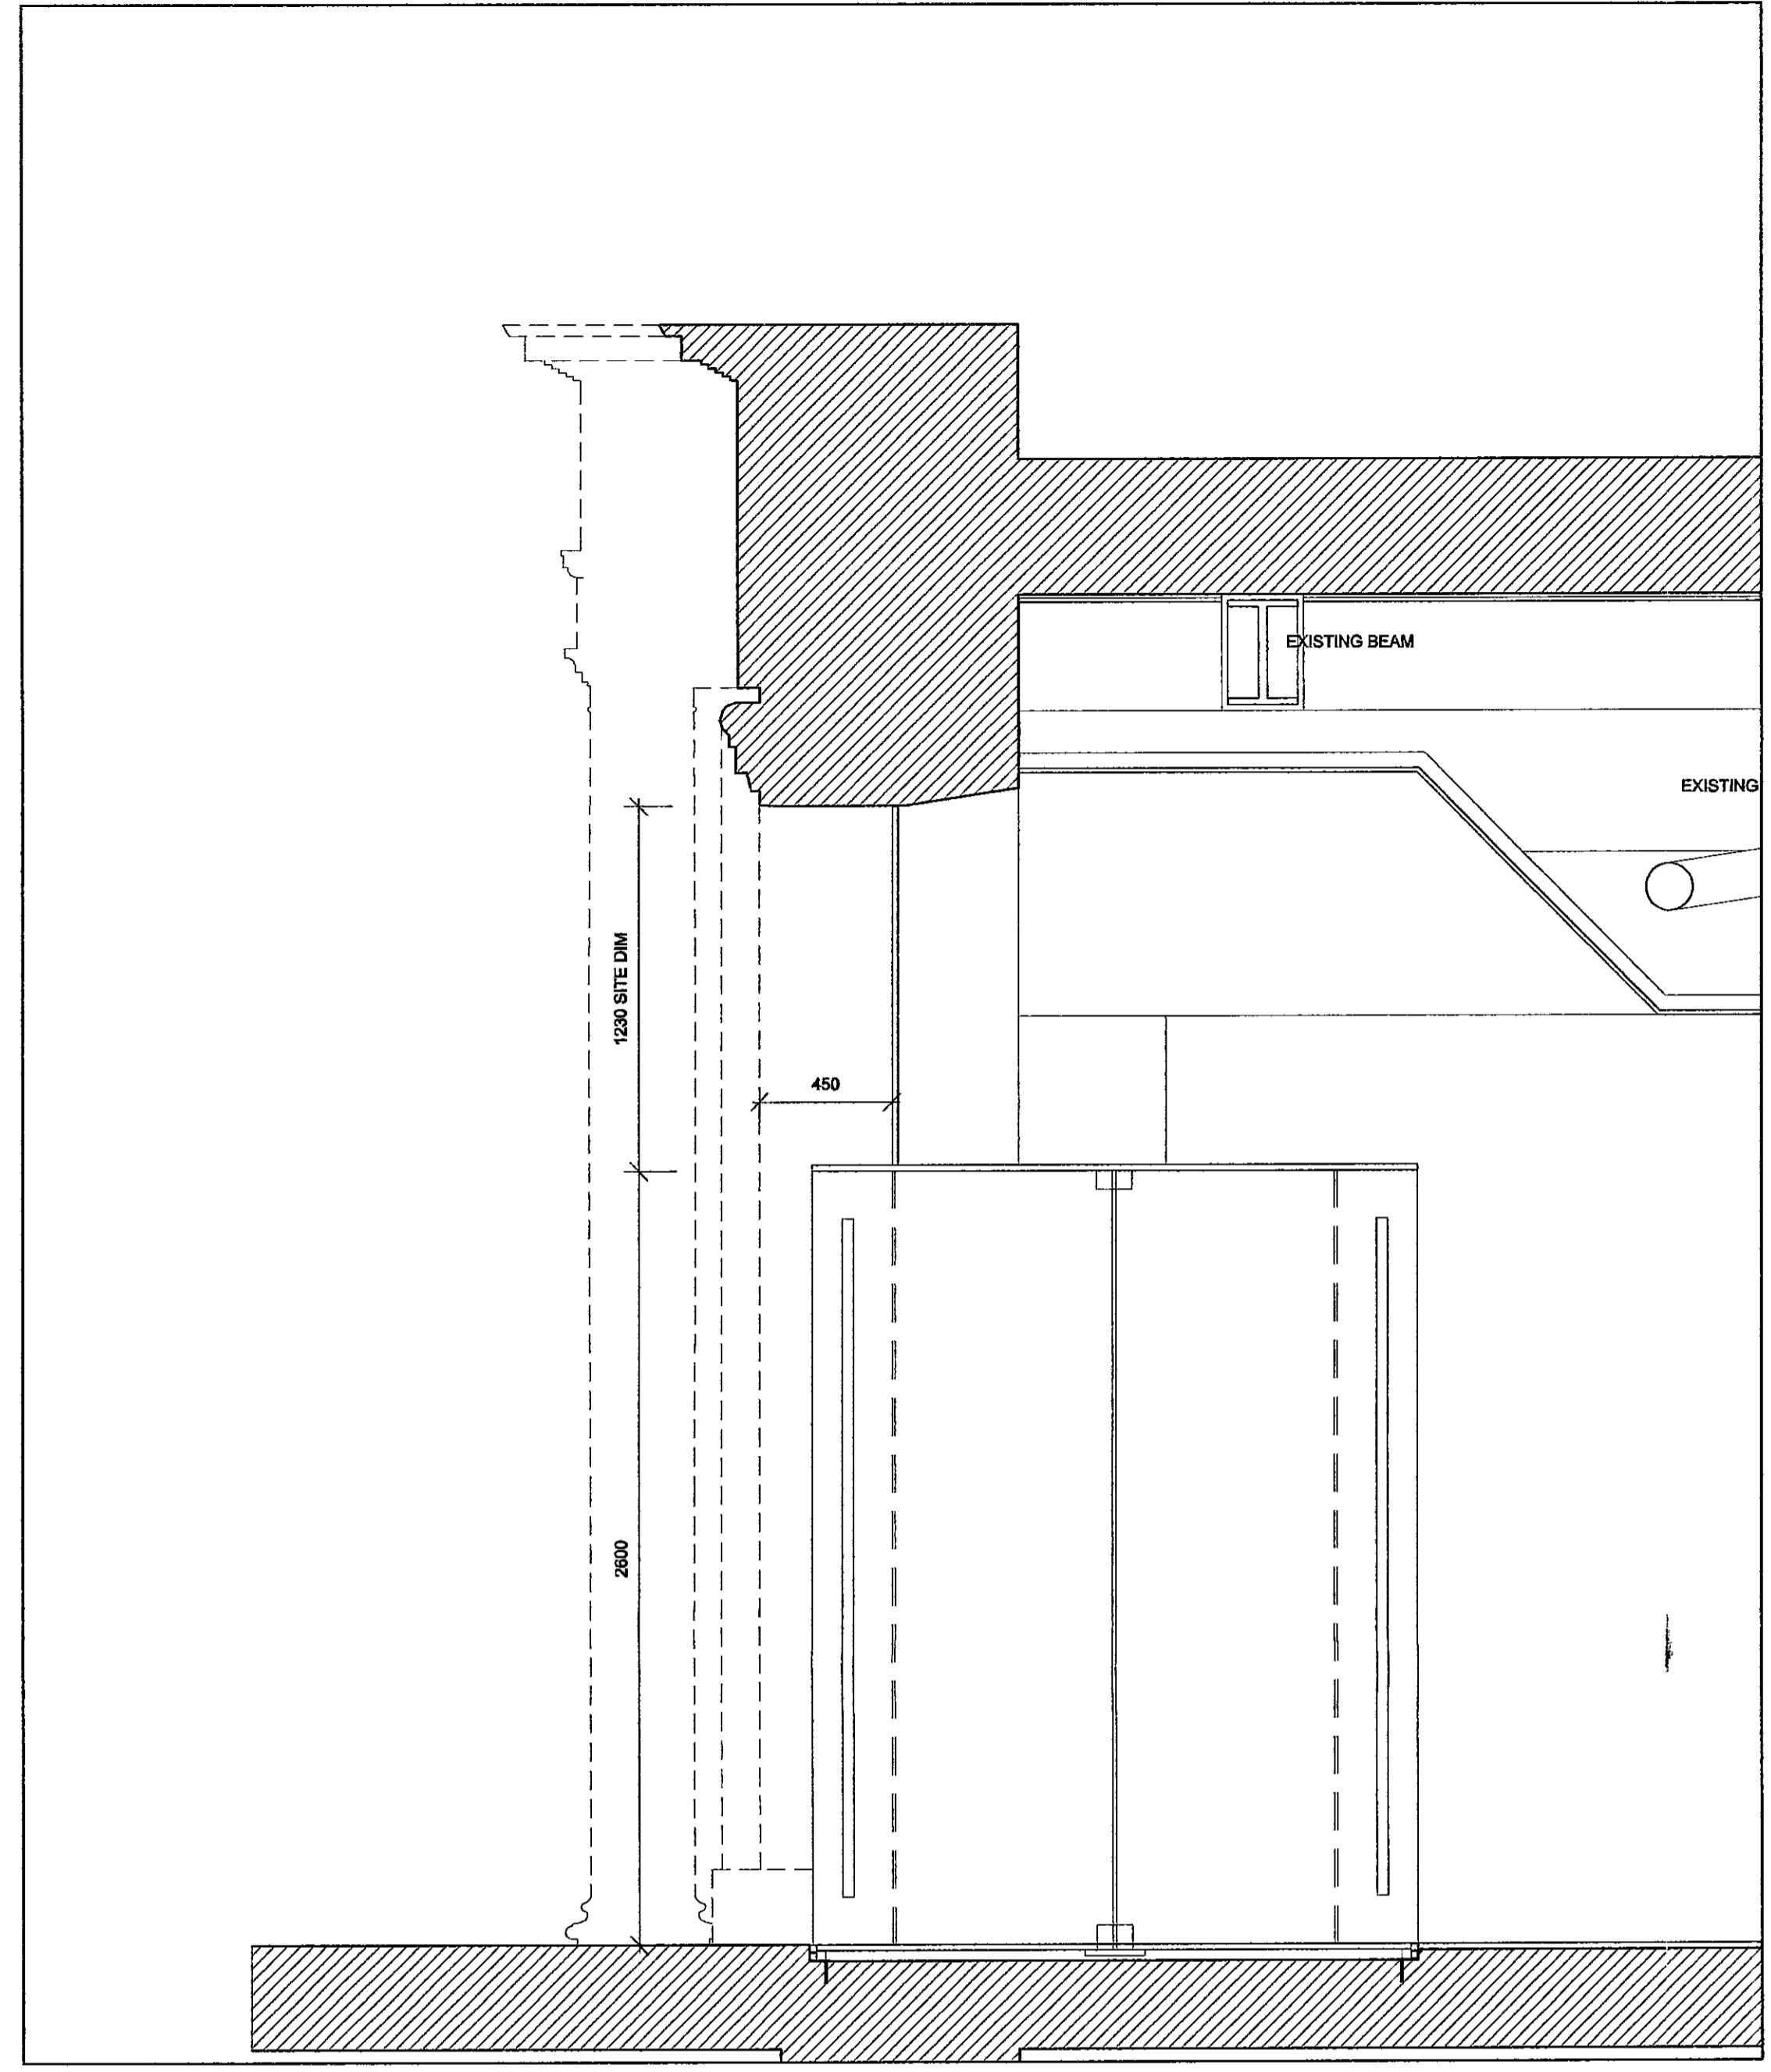 EXISTING BEAM
EXISTING
1230 SITE DIM
450
2600